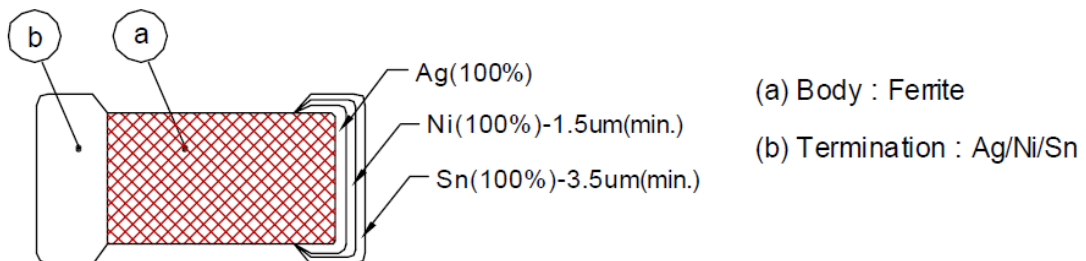 b
a
Ag(100%)
Ni(100%)-1.5um(min.)
Sn(100%)-3.5um(min.)
(a) Body : Ferrite
(b) Termination : Ag/Ni/Sn